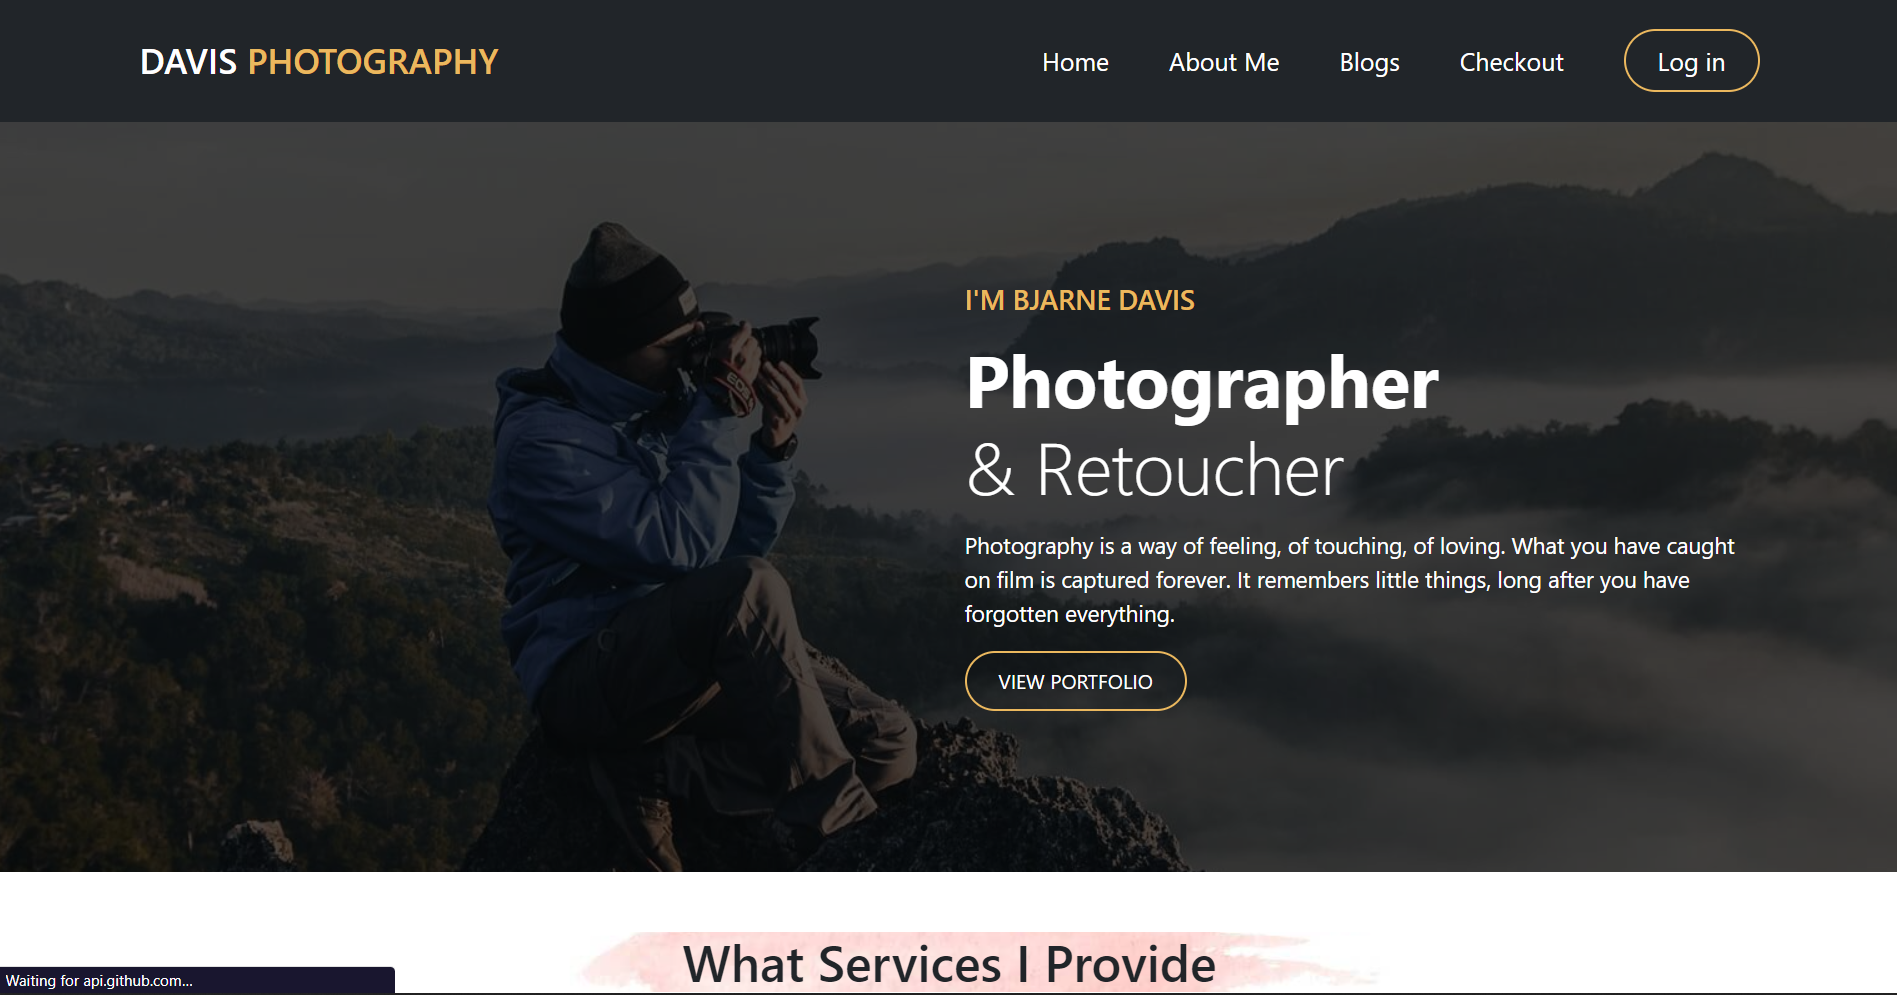 DAVIS PHOTOGRAPHY
Home
About Me
Blogs
Checkout
Log in
I'M BJARNE DAVIS
Photographer
& Retoucher
Photography is a way of feeling, of touching, of loving. What you have caught
on film is captured forever. It remembers little things, long after you have
forgotten everything.
VIEW PORTFOLIO
EOS
What Services I Provide
Waiting for api.github.com...